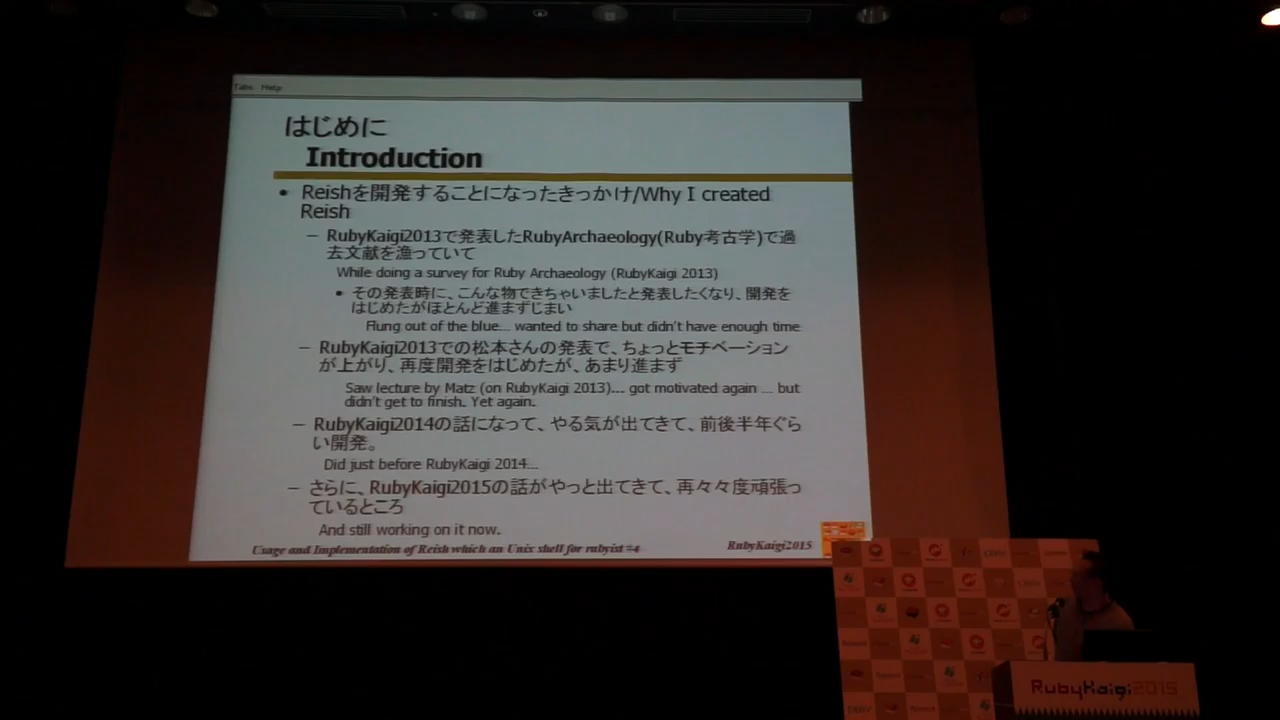 Tabs Help
はじめに
Introduction
• Reishを開発することになったきっかけ/Why I created
Reish
– RubyKaigi2013で発表したRubyArchaeology(Ruby考古学)で過
去文献を漁っていて
While doing a survey for Ruby Archaeology (RubyKaigi 2013)
• その発表時に、こんな物できちゃいましたと発表したくなり、開発を
はじめたがほとんど進まずじまい
Flung out of the blue... wanted to share but didn't have enough time
– RubyKaigi2013での松本さんの発表で、ちょっとモチベーション
が上がり、再度開発をはじめたが、あまり進まず
Saw lecture by Matz (on RubyKaigi 2013)... got motivated again ... but
didn't get to finish. Yet again.
– RubyKaigi2014の話になって、やる気が出てきて、前後半年ぐら
い開発。
Did just before RubyKaigi 2014...
– さらに、RubyKaigi2015の話がやっと出てきて、再々々度頑張っ
ているところ
And still working on it now.
Usage and Implementation of Reish which an Unix shell for rubyist #4
RubyKaigi2015
RubyKaigi2015